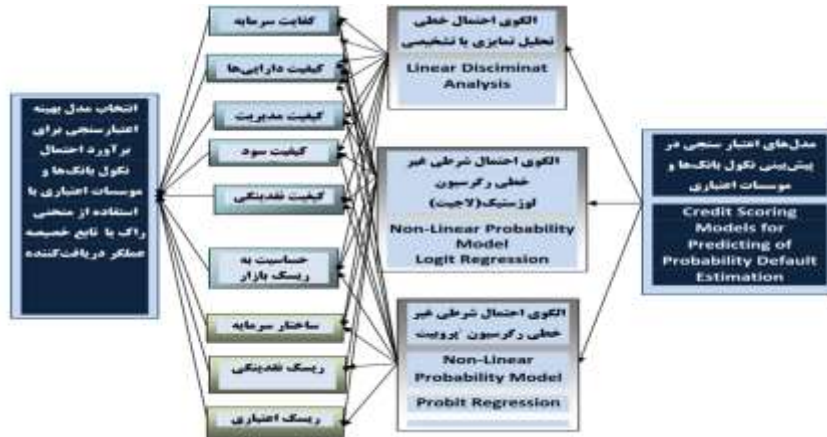 مدل‌های اعتبار سنجی در
پیش‌بینی نکول بانک‌ها و
موسسات اعتباری
Credit Scoring
Models for
Predicting of
Probability Default
Estimation
الگوی احتمال خطی
تحلیل تمایزی یا تشخیصی
Linear Disciminat
Analysis
الگوی احتمال شرطی غیر
خطی رگرسیون
لوزستیک(لاجیت)
Non-Linear Probability
Model
Logit Regression
الگوی احتمال شرطی غیر
خطی رگرسیون پروبیت
Non-Linear
Probability Model
Probit Regression
کفایت سرمایه
کیفیت دارایی‌ها
کیفیت مدیریت
کیفیت سود
کیفیت نقدینگی
حساسیت به
ریسک بازار
ساختار سرمایه
ریسک نقدینگی
ریسک اعتباری
انتخاب مدل بهینه
اعتبارسنجی برای
برآورد احتمال
نکول بانک‌ها و
موسسات اعتباری با
استفاده از منحنی
راک یا تابع خصیصه
عملکر دریافت‌کننده